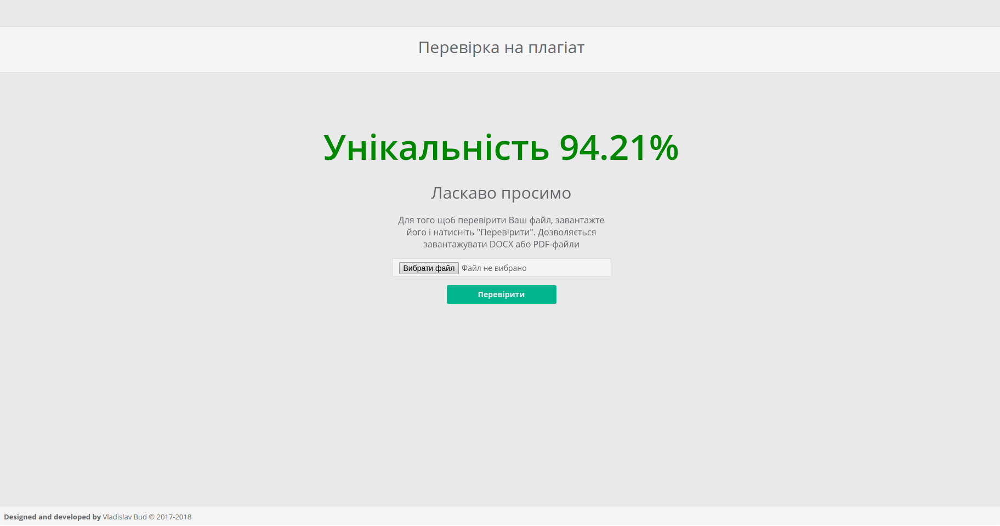 Перевірка на плагіат
Унікальність 94.21%
Ласкаво просимо
Для того щоб перевірити Ваш файл, завантажте
його і натисніть "Перевірити". Дозволяється
завантажувати DOCX або PDF-файли
Вибрати файл Файл не вибрано
Перевірити
Designed and developed by Vladislav Bud © 2017-2018